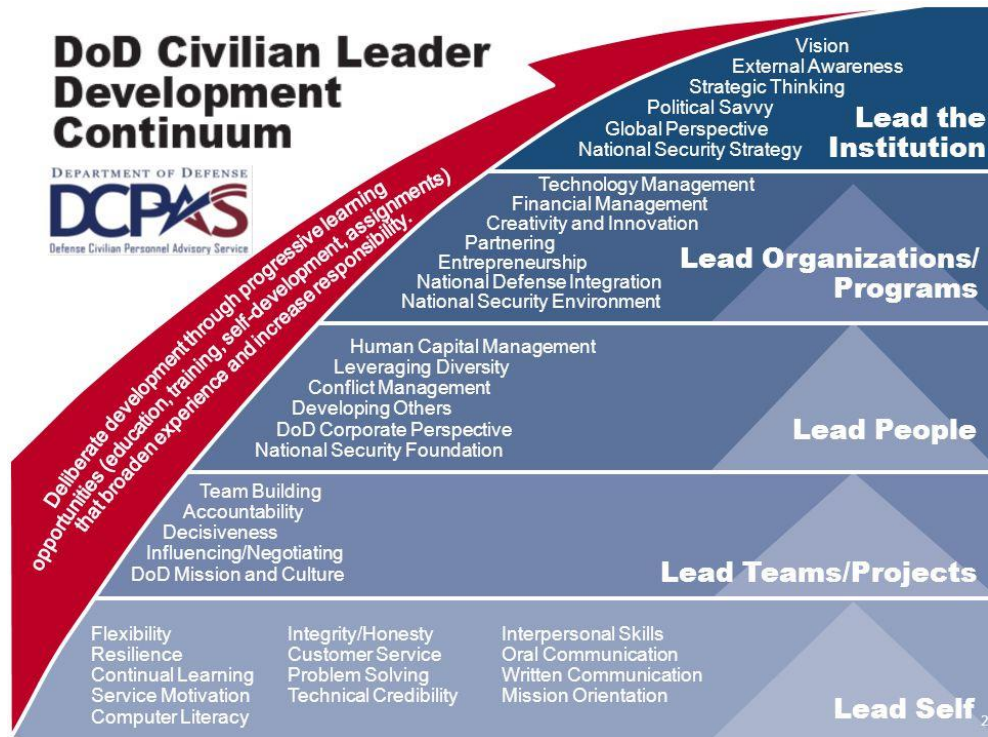 DoD Civilian Leader
Development
Continuum
DEPARTMENT OF DEFENSE
DCPAS
Defense Civilian Personnel Advisory Service
Deliberate development through progressive learning
opportunities (education, training, self-development, assignments)
that broaden experience and increase responsibility.
Vision
External Awareness
Strategic Thinking
Political Savvy
Global Perspective
National Security Strategy
Lead the
Institution
Technology Management
Financial Management
Creativity and Innovation
Partnering
Entrepreneurship
National Defense Integration
National Security Environment
Lead Organizations/
Programs
Human Capital Management
Leveraging Diversity
Conflict Management
Developing Others
DoD Corporate Perspective
National Security Foundation
Lead People
Team Building
Accountability
Decisiveness
Influencing/Negotiating
DoD Mission and Culture
Lead Teams/Projects
Flexibility
Resilience
Continual Learning
Service Motivation
Computer Literacy
Integrity/Honesty
Customer Service
Problem Solving
Technical Credibility
Interpersonal Skills
Oral Communication
Written Communication
Mission Orientation
Lead Self
2